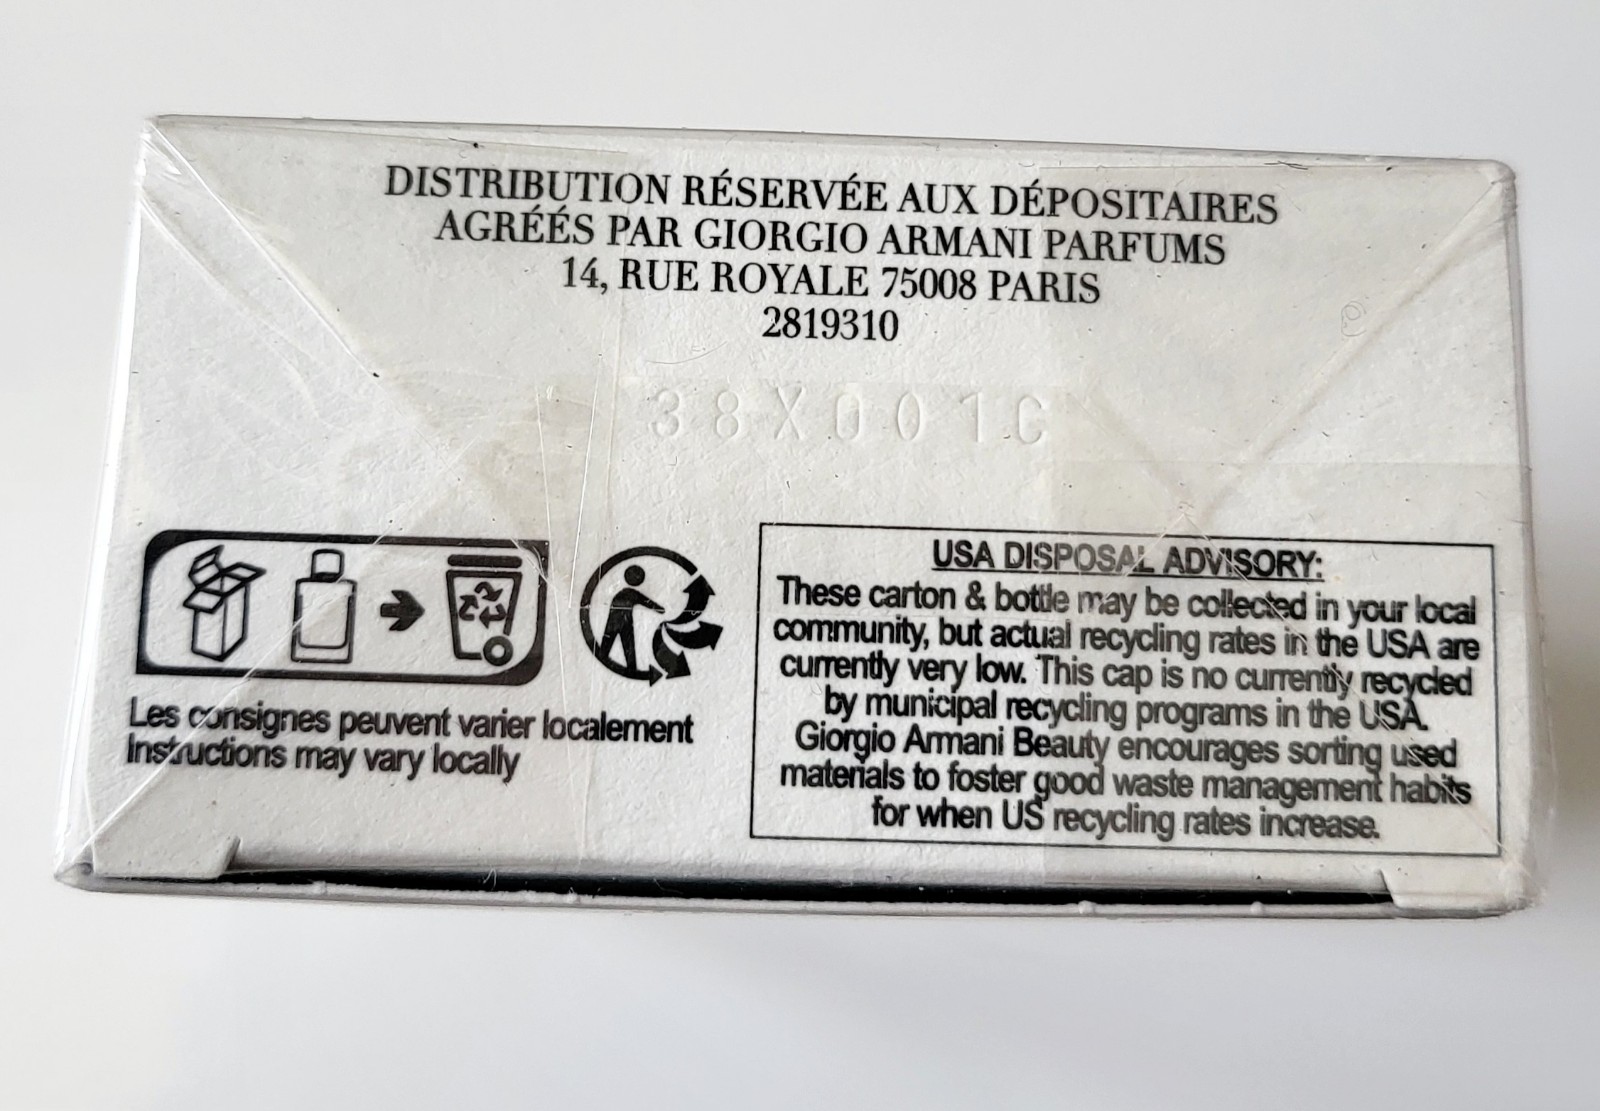 DISTRIBUTION RÉSERVÉE AUX DÉPOSITAIRES
AGRÉÉS PAR GIORGIO ARMANI PARFUMS
14, RUE ROYALE 75008 PARIS
2819310
38X001C
Les consignes peuvent varier localement
Instructions may vary locally
USA DISPOSAL ADVISORY:
These carton & bottle may be collected in your local
community, but actual recycling rates in the USA are
currently very low. This cap is no currently recycled
by municipal recycling programs in the USA.
Giorgio Armani Beauty encourages sorting used
materials to foster good waste management habits
for when US recycling rates increase.